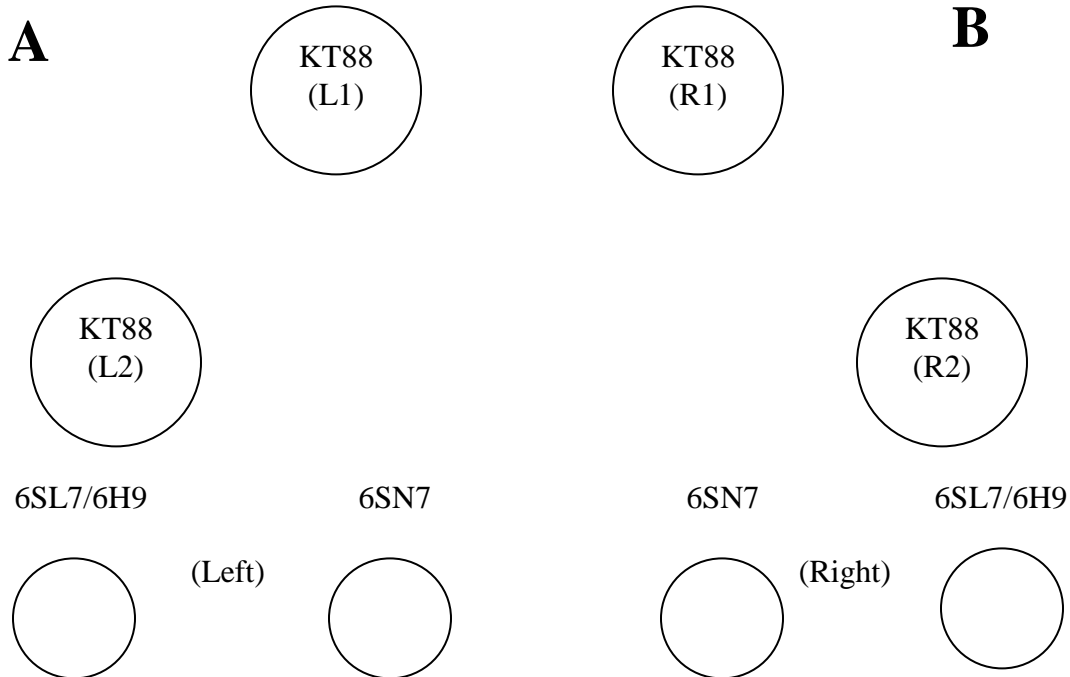 A
B
KT88
(L1)
KT88
(R1)
KT88
(L2)
KT88
(R2)
6SL7/6H9
6SN7
6SN7
6SL7/6H9
(Left)
(Right)